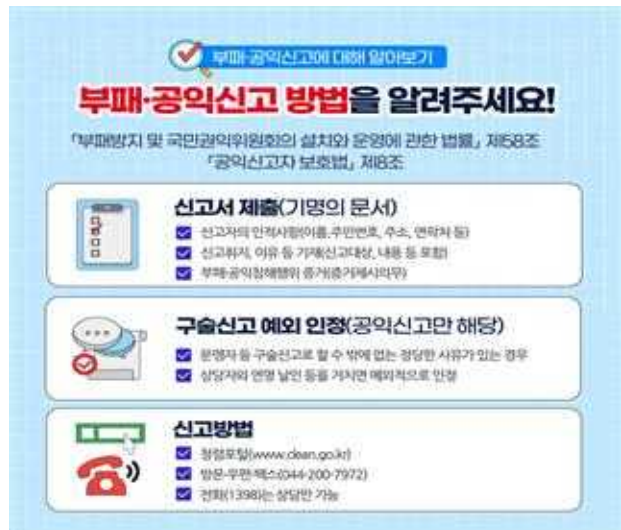 부패·공익신고에 대해 알아보기
부패·공익신고 방법을 알려주세요!
「부패방지 및 국민권익위원회의 설치와 운영에 관한 법률」 제58조
「공익신고자 보호법」 제8조
신고서 제출(기명의 문서)
신고자의 인적사항(이름,주민번호, 주소, 연락처 등)
신고취지, 이유 등 기재(신고대상, 내용 등 포함)
부패·공익침해행위 증거(증거제시의무)
구술신고 예외 인정(공익신고만 해당)
문맹자 등 구술신고로 할 수 밖에 없는 정당한 사유가 있는 경우
상담자의 연명 날인 등을 거치면 예외적으로 인정
신고방법
청렴포털(www.clean.go.kr)
방문·우편·팩스(044-200-7972)
전화(1398)는 상담만 가능